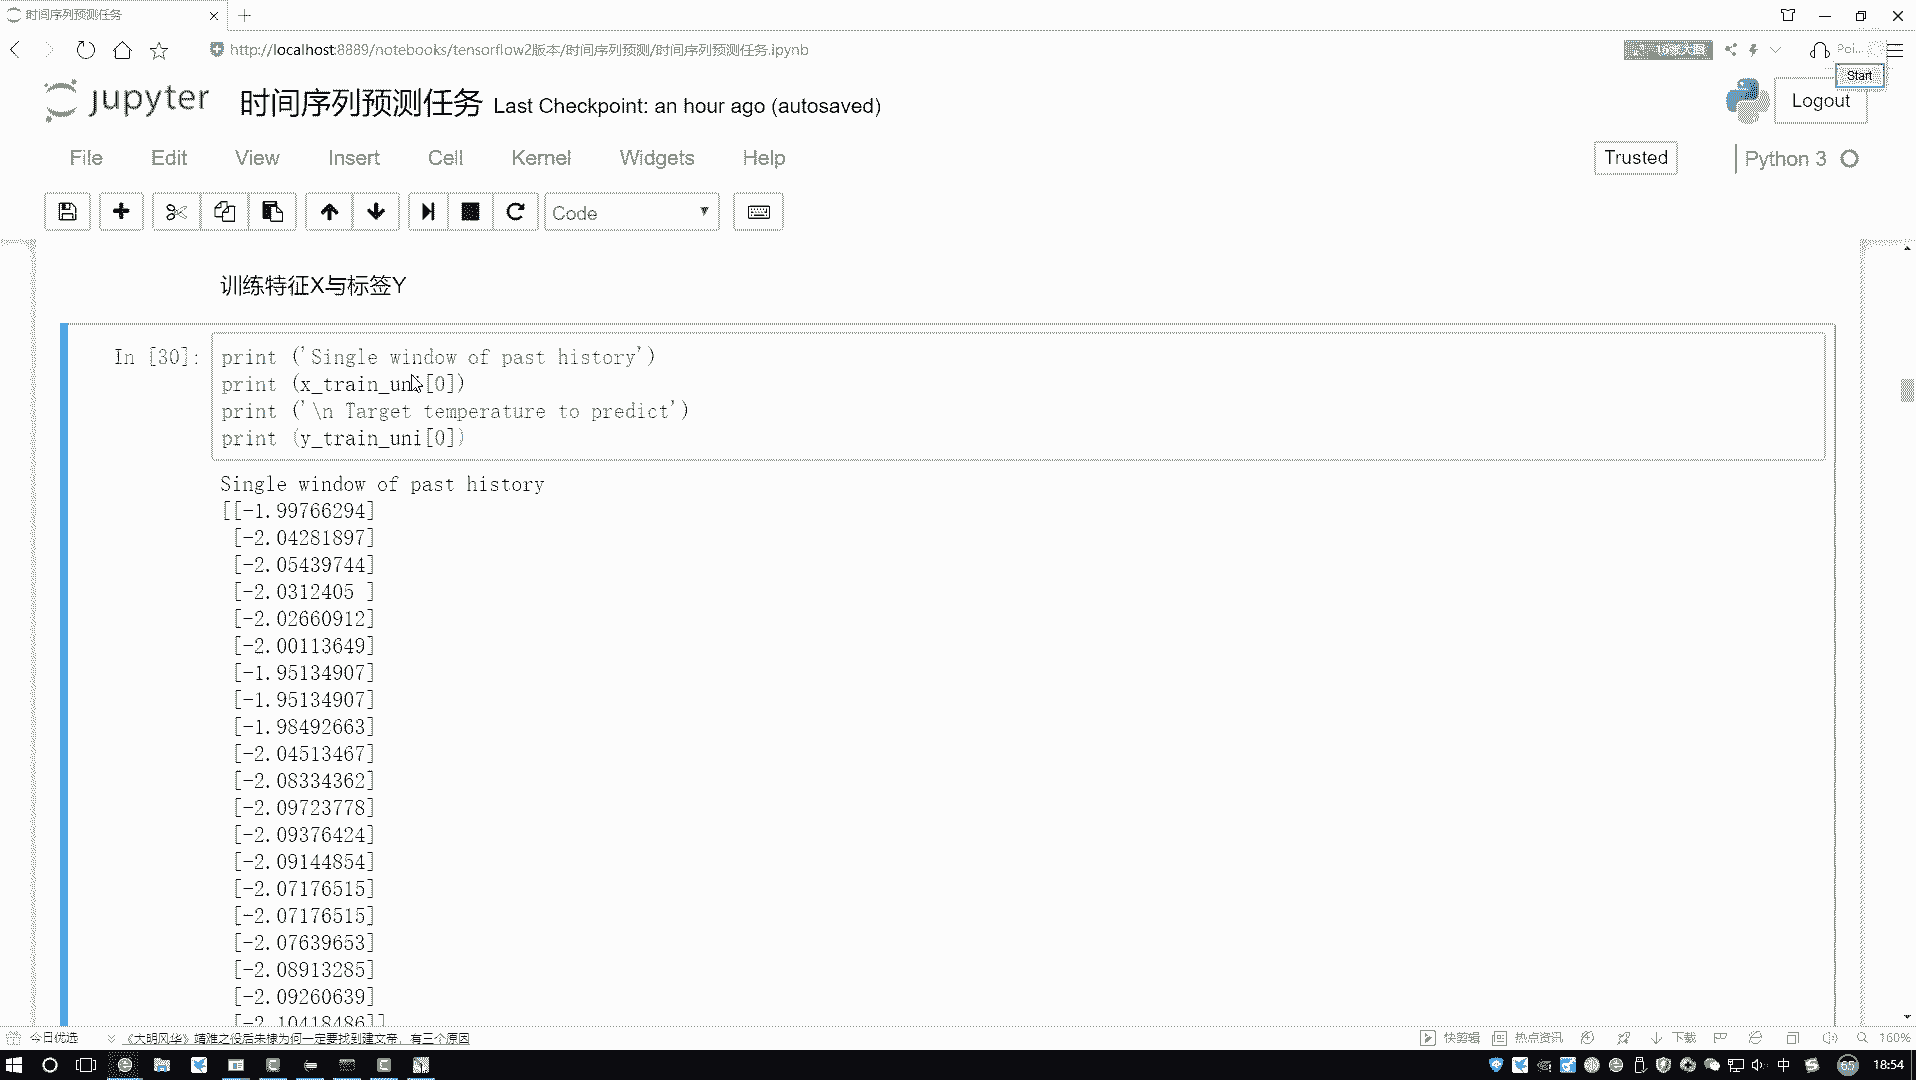 时间序列预测任务
http://localhost:8889/notebooks/tensorflow2版本/时间序列预测/时间序列预测任务.ipynb
Start
jupyter 时间序列预测任务 Last Checkpoint: an hour ago (autosaved)
Logout
File Edit View Insert Cell Kernel Widgets Help
Trusted Python 3
Code
训练特征X与标签Y
In [30]: print ('Single window of past history')
print (x_train_uni[0])
print ('\n Target temperature to predict')
print (y_train_uni[0])
Single window of past history
[[-1.99766294]
[-2.04281897]
[-2.05439744]
[-2.0312405 ]
[-2.02660912]
[-2.00113649]
[-1.95134907]
[-1.95134907]
[-1.98492663]
[-2.04513467]
[-2.08334362]
[-2.09723778]
[-2.09376424]
[-2.09144854]
[-2.07176515]
[-2.07176515]
[-2.07639653]
[-2.08913285]
[-2.09260639]
[-2.10418486]]
今日优选 《大明风华》靖难之役后朱棣为何一定要找到建文帝，有三个原因
快剪辑 热点资讯 下载 160%
中 65 18:54